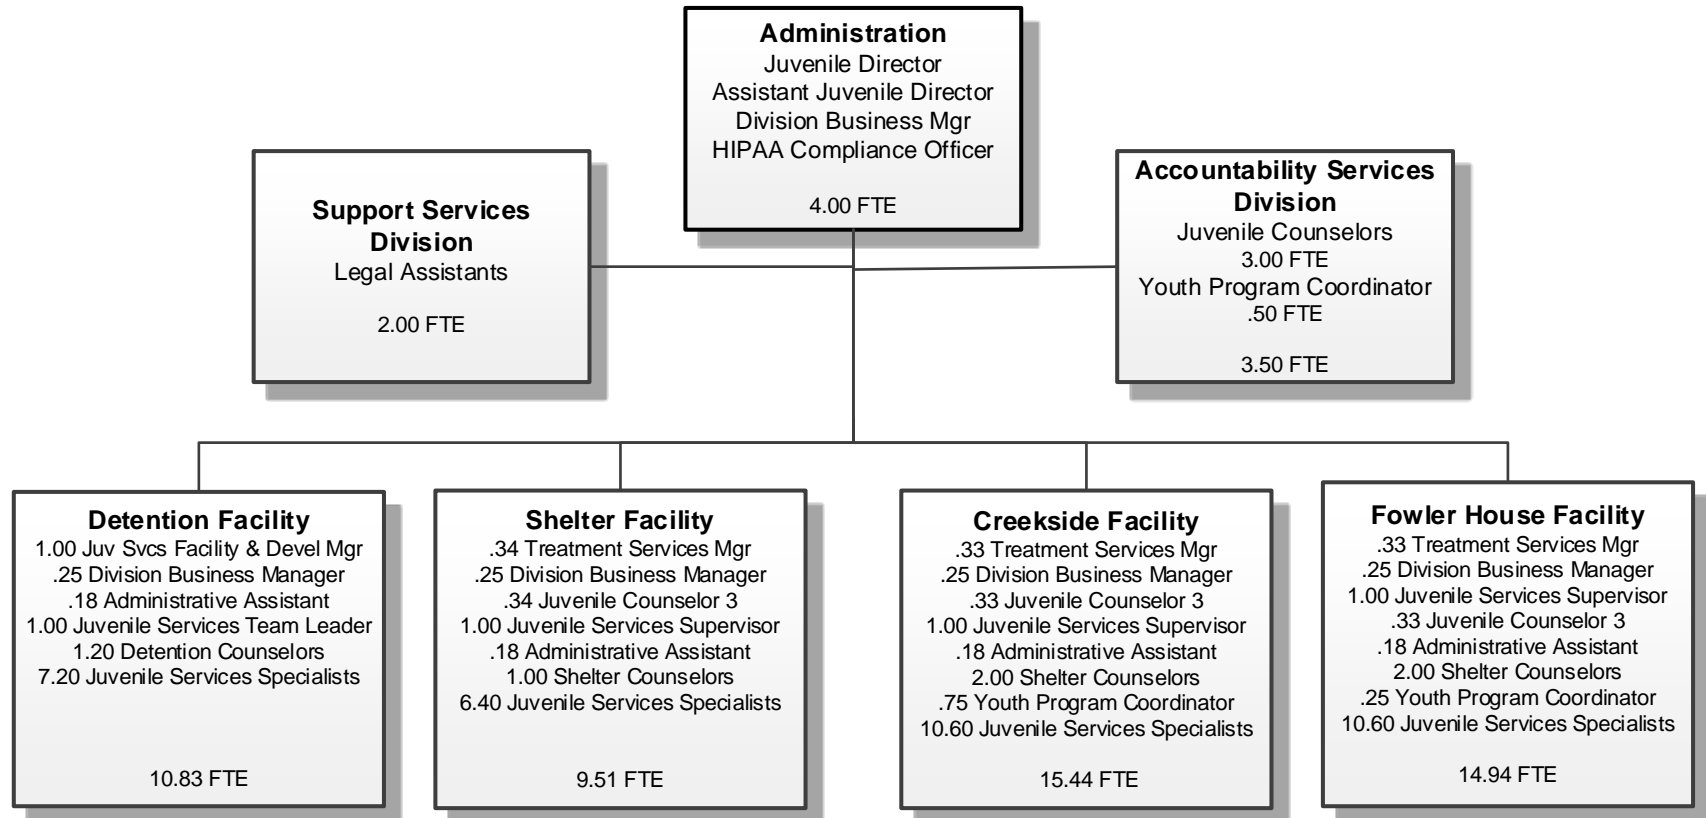 Administration
Juvenile Director
Assistant Juvenile Director
Division Business Mgr
HIPAA Compliance Officer
4.00 FTE
Support Services
Division
Legal Assistants
2.00 FTE
Accountability Services
Division
Juvenile Counselors
3.00 FTE
Youth Program Coordinator
.50 FTE
3.50 FTE
Detention Facility
1.00 Juv Svcs Facility & Devel Mgr
.25 Division Business Manager
.18 Administrative Assistant
1.00 Juvenile Services Team Leader
1.20 Detention Counselors
7.20 Juvenile Services Specialists
10.83 FTE
Shelter Facility
.34 Treatment Services Mgr
.25 Division Business Manager
.34 Juvenile Counselor 3
1.00 Juvenile Services Supervisor
.18 Administrative Assistant
1.00 Shelter Counselors
6.40 Juvenile Services Specialists
9.51 FTE
Creekside Facility
.33 Treatment Services Mgr
.25 Division Business Manager
.33 Juvenile Counselor 3
1.00 Juvenile Services Supervisor
.18 Administrative Assistant
2.00 Shelter Counselors
.75 Youth Program Coordinator
10.60 Juvenile Services Specialists
15.44 FTE
Fowler House Facility
.33 Treatment Services Mgr
.25 Division Business Manager
1.00 Juvenile Services Supervisor
.33 Juvenile Counselor 3
.18 Administrative Assistant
2.00 Shelter Counselors
.25 Youth Program Coordinator
10.60 Juvenile Services Specialists
14.94 FTE